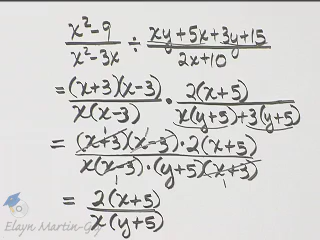 x²-9 / x²-3x ÷ xy+5x+3y+15 / 2x+10
= (x+3)(x-3) / x(x-3) · 2(x+5) / x(y+5)+3(y+5)
= (x+3)(x-3)·2(x+5) / x(x-3)·(y+5)(x+3)
= 2(x+5) / x(y+5)
Elayn Martin-Gay